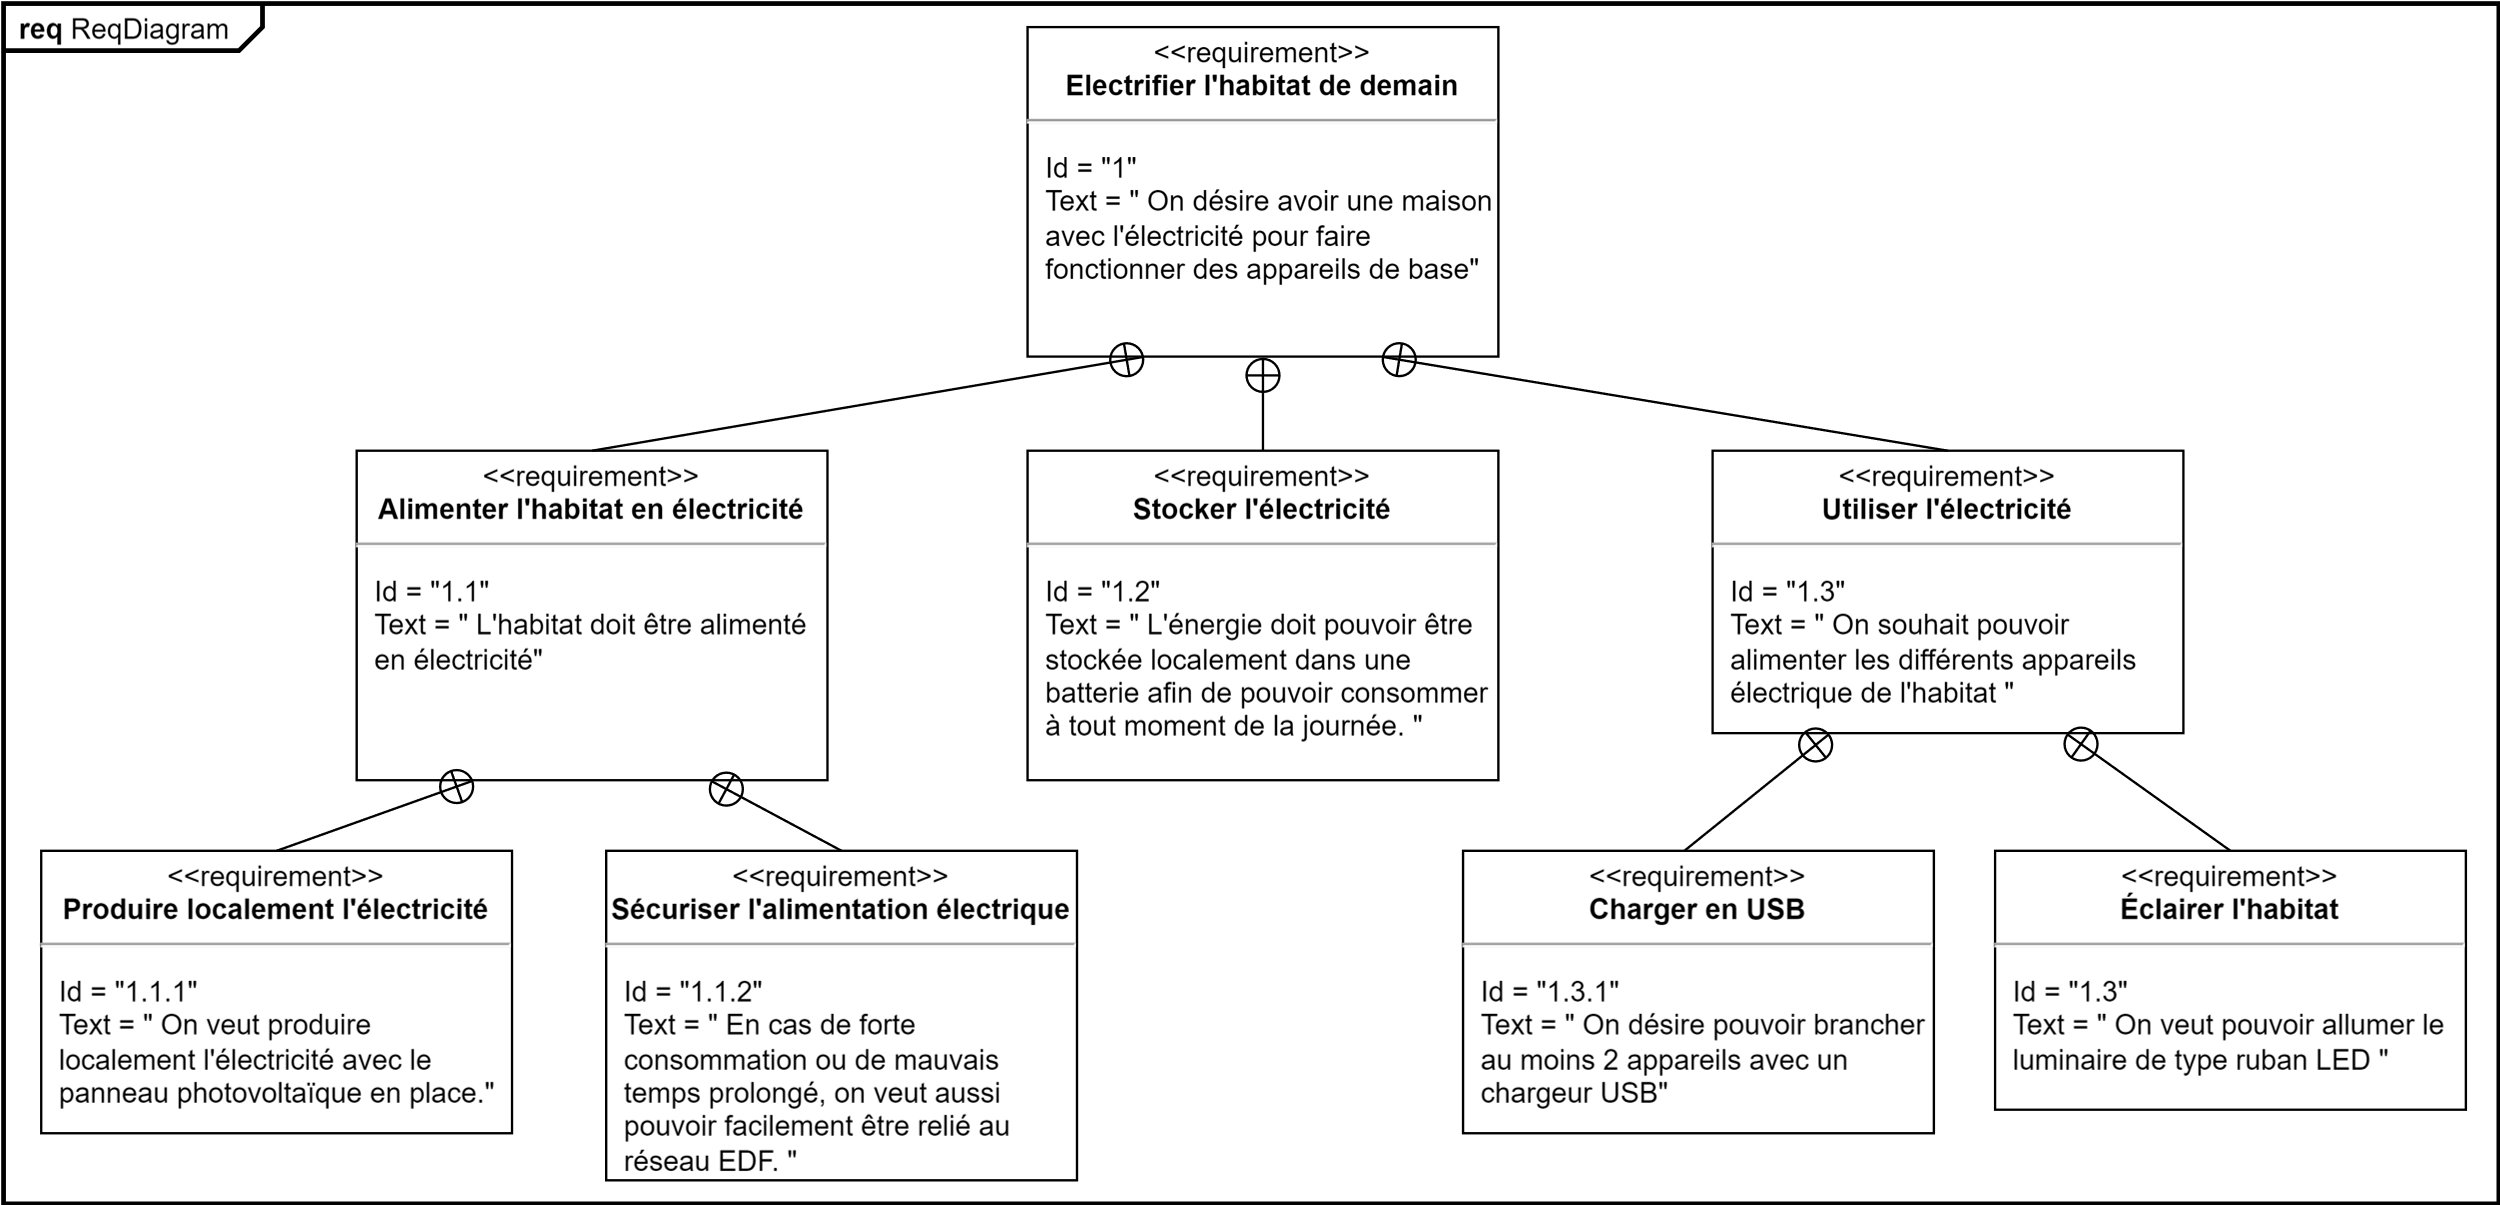 req ReqDiagram
<<requirement>>
Electrifier l'habitat de demain
Id = "1"
Text = " On désire avoir une maison
avec l'électricité pour faire
fonctionner des appareils de base"
<<requirement>>
Alimenter l'habitat en électricité
Id = "1.1"
Text = " L'habitat doit être alimenté
en électricité"
<<requirement>>
Stocker l'électricité
Id = "1.2"
Text = " L'énergie doit pouvoir être
stockée localement dans une
batterie afin de pouvoir consommer
à tout moment de la journée. "
<<requirement>>
Utiliser l'électricité
Id = "1.3"
Text = " On souhait pouvoir
alimenter les différents appareils
électrique de l'habitat "
<<requirement>>
Produire localement l'électricité
Id = "1.1.1"
Text = " On veut produire
localement l'électricité avec le
panneau photovoltaïque en place."
<<requirement>>
Sécuriser l'alimentation électrique
Id = "1.1.2"
Text = " En cas de forte
consommation ou de mauvais
temps prolongé, on veut aussi
pouvoir facilement être relié au
réseau EDF. "
<<requirement>>
Charger en USB
Id = "1.3.1"
Text = " On désire pouvoir brancher
au moins 2 appareils avec un
chargeur USB"
<<requirement>>
Éclairer l'habitat
Id = "1.3"
Text = " On veut pouvoir allumer le
luminaire de type ruban LED "